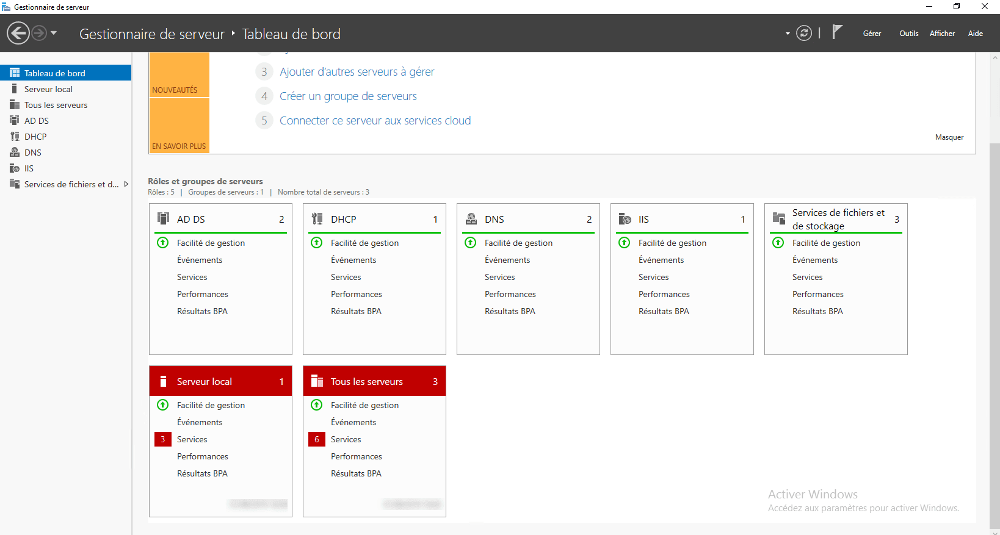 Gestionnaire de serveur
Gestionnaire de serveur ‣ Tableau de bord
Gérer Outils Afficher Aide
Tableau de bord
Serveur local
Tous les serveurs
AD DS
DHCP
DNS
IIS
Services de fichiers et d...
NOUVEAUTÉS
EN SAVOIR PLUS
3 Ajouter d’autres serveurs à gérer
4 Créer un groupe de serveurs
5 Connecter ce serveur aux services cloud
Masquer
Rôles et groupes de serveurs
Rôles : 5 | Groupes de serveurs : 1 | Nombre total de serveurs : 3
AD DS 2
Facilité de gestion
Événements
Services
Performances
Résultats BPA
DHCP 1
Facilité de gestion
Événements
Services
Performances
Résultats BPA
DNS 2
Facilité de gestion
Événements
Services
Performances
Résultats BPA
IIS 1
Facilité de gestion
Événements
Services
Performances
Résultats BPA
Services de fichiers et
de stockage 3
Facilité de gestion
Événements
Services
Performances
Résultats BPA
Serveur local 1
Facilité de gestion
Événements
3 Services
Performances
Résultats BPA
Tous les serveurs 3
Facilité de gestion
Événements
6 Services
Performances
Résultats BPA
Activer Windows
Accédez aux paramètres pour activer Windows.